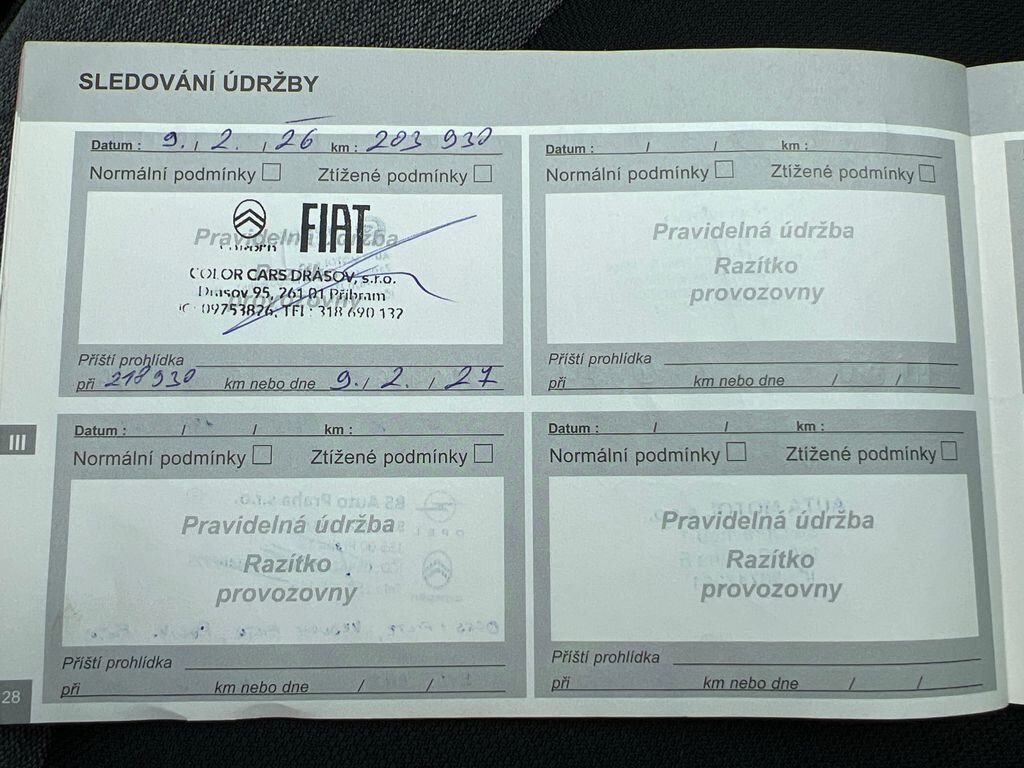 SLEDOVÁNÍ ÚDRŽBY
Datum : 9. / 2. / 26 km : 203 930
Normální podmínky Ztížené podmínky
FIAT
Pravidelná údržba
COLOR CARS DRASOV, s.r.o.
Drasov 95, 261 01 Příbram
IČ: 09753826, TEL: 318 690 132
Příští prohlídka
při 218930 km nebo dne 9. / 2. / 27
Datum : / / km :
Normální podmínky Ztížené podmínky
Pravidelná údržba
Razítko
provozovny
Příští prohlídka
při km nebo dne / /
III
Datum : / / km :
Normální podmínky Ztížené podmínky
Pravidelná údržba
Razítko
provozovny
Příští prohlídka
při km nebo dne / /
Datum : / / km :
Normální podmínky Ztížené podmínky
Pravidelná údržba
Razítko
provozovny
Příští prohlídka
při km nebo dne / /
28